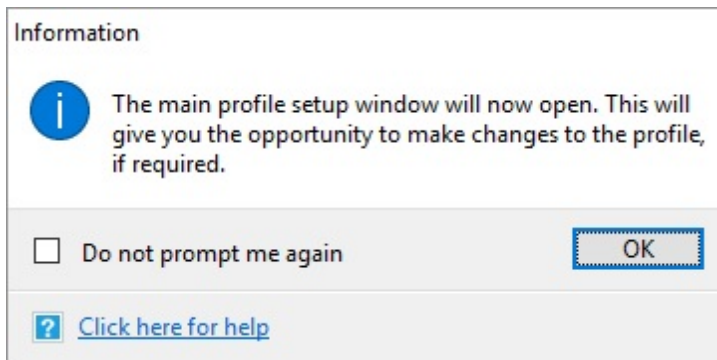 Information
The main profile setup window will now open. This will
give you the opportunity to make changes to the profile,
if required.
Do not prompt me again
OK
Click here for help